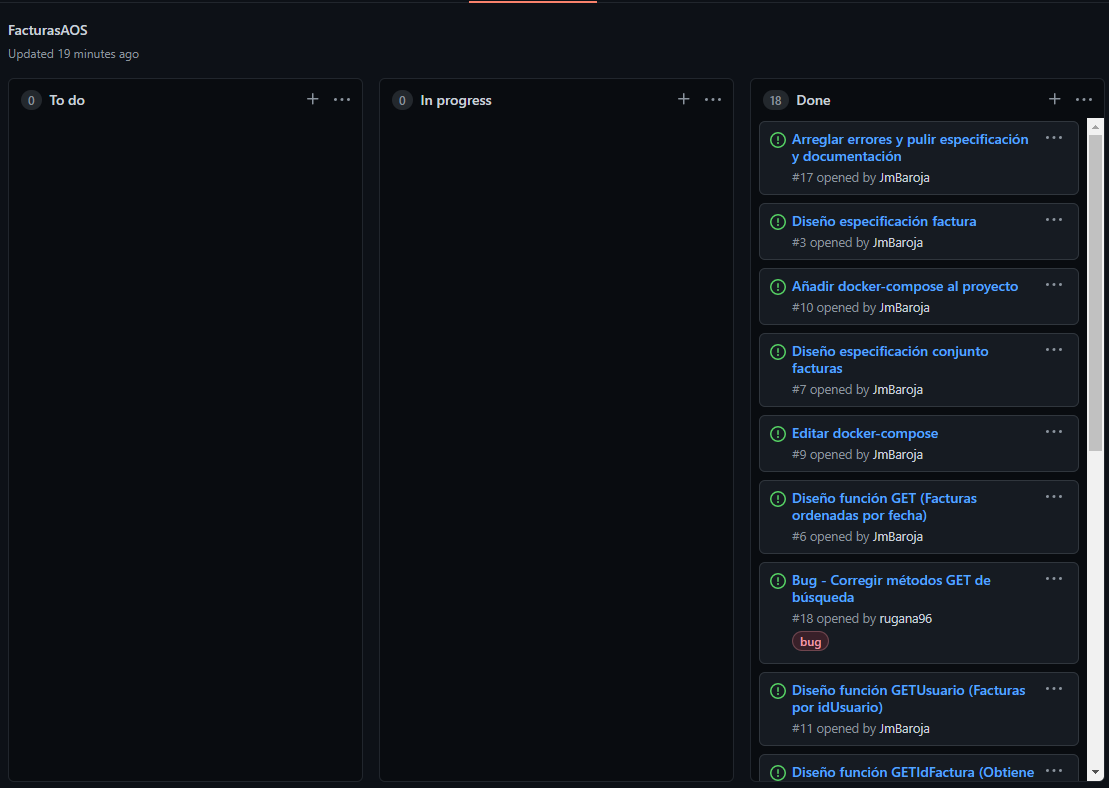 FacturasAOS
Updated 19 minutes ago
0 To do
0 In progress
18 Done
Arreglar errores y pulir especificación
y documentación
#17 opened by JmBaroja
Diseño especificación factura
#3 opened by JmBaroja
Añadir docker-compose al proyecto
#10 opened by JmBaroja
Diseño especificación conjunto
facturas
#7 opened by JmBaroja
Editar docker-compose
#9 opened by JmBaroja
Diseño función GET (Facturas
ordenadas por fecha)
#6 opened by JmBaroja
Bug - Corregir métodos GET de
búsqueda
#18 opened by rugana96
bug
Diseño función GETUsuario (Facturas
por idUsuario)
#11 opened by JmBaroja
Diseño función GETIdFactura (Obtiene